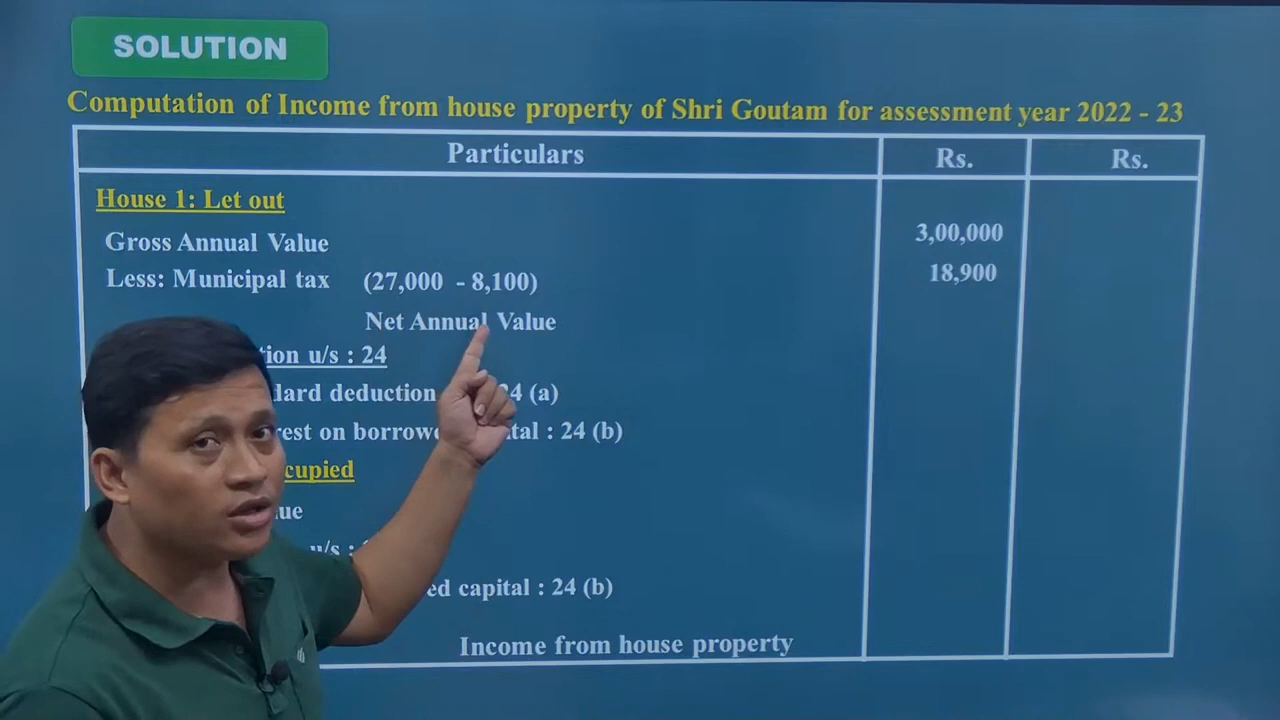 SOLUTION
Computation of Income from house property of Shri Goutam for assessment year 2022 - 23
Particulars Rs. Rs.
House 1: Let out
Gross Annual Value 3,00,000
Less: Municipal tax (27,000 - 8,100) 18,900
Net Annual Value
u/s : 24
deduction 24 (a)
on : 24 (b)
capital : 24 (b)
Income from house property